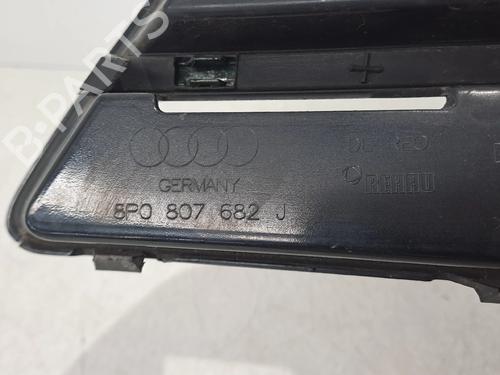 B-PARTS
GERMANY
REHAU
8P0 807 682 J